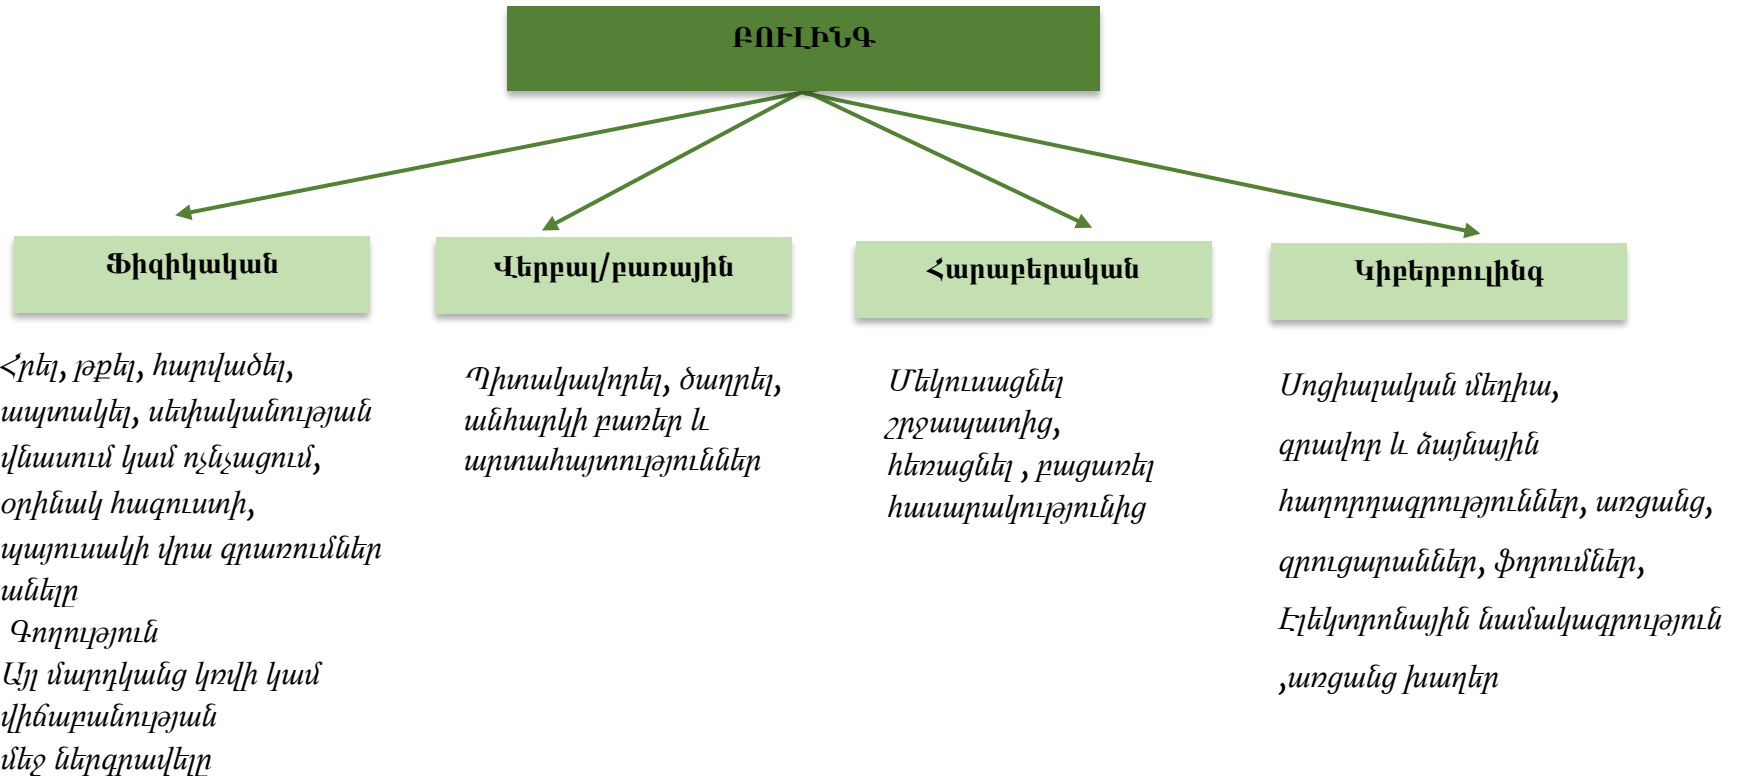 ԲՈՒԼԻՆԳ
Ֆիզիկական
Վերբալ/բառային
Հարաբերական
Կիբերբուլինգ
Հրել, թքել, հարվածել,
ապտակել, սեփականության
վնասում կամ ոչնչացում,
օրինակ հագուստի,
պայուսակի վրա գրառումներ
անելը
Գողություն
Այլ մարդկանց կռվի կամ
վիճաբանության
մեջ ներգրավելը
Պիտակավորել, ծաղրել,
անհարկի բառեր և
արտահայտություններ
Մեկուսացնել
շրջապատից,
հեռացնել , բացառել
հասարակությունից
Սոցիալական մեդիա,
գրավոր և ձայնային
հաղորդագրություններ, առցանց,
զրուցարաններ, ֆորումներ,
Էլեկտրոնային նամակագրություն
,առցանց խաղեր